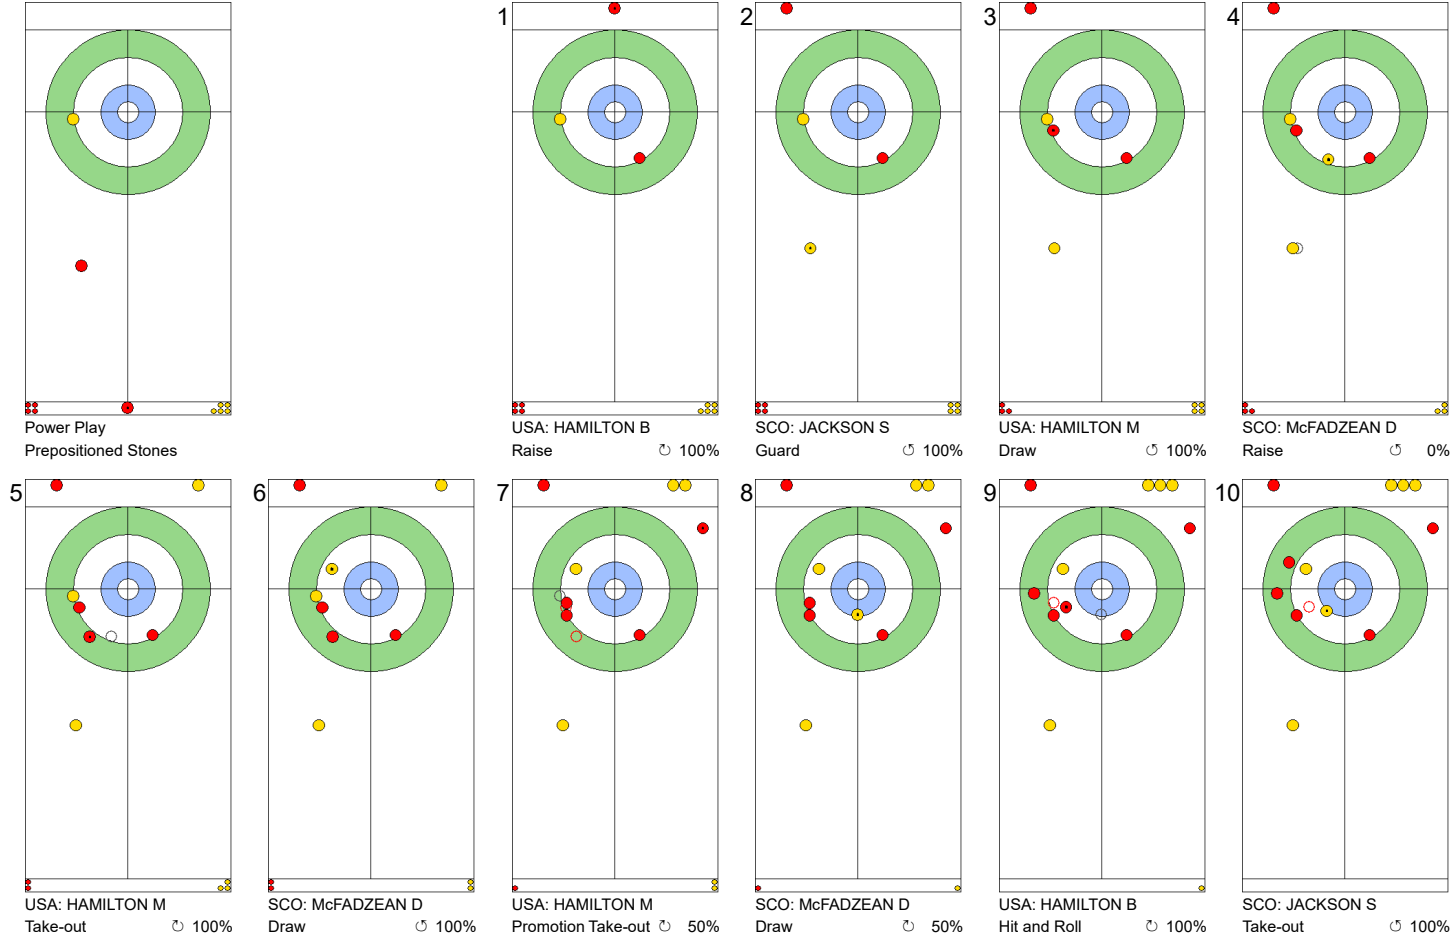 1
2
3
4
Power Play
Prepositioned Stones
USA: HAMILTON B
Raise ↻ 100%
SCO: JACKSON S
Guard ↺ 100%
USA: HAMILTON M
Draw ↺ 100%
SCO: McFADZEAN D
Raise ↺ 0%
5
6
7
8
9
10
USA: HAMILTON M
Take-out ↻ 100%
SCO: McFADZEAN D
Draw ↻ 100%
USA: HAMILTON M
Promotion Take-out ↻ 50%
SCO: McFADZEAN D
Draw ↻ 50%
USA: HAMILTON B
Hit and Roll ↻ 100%
SCO: JACKSON S
Take-out ↺ 100%